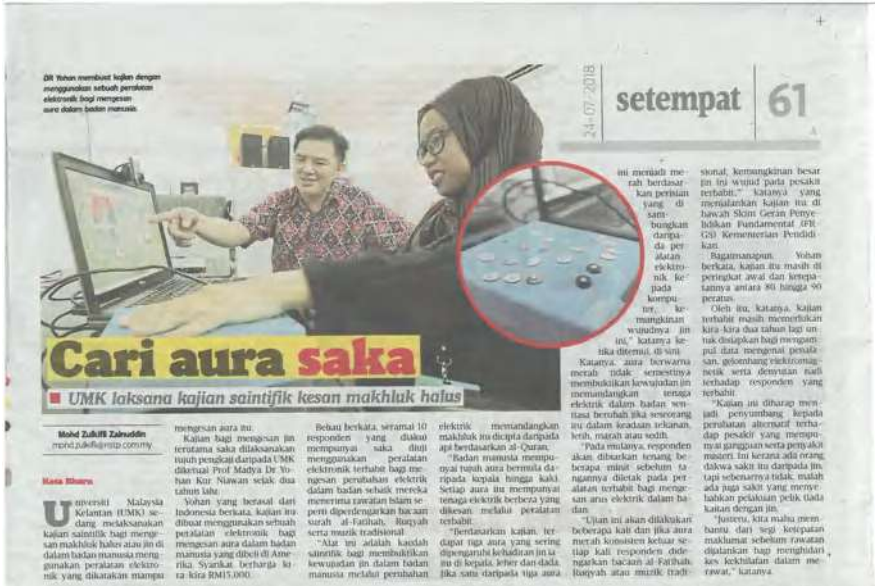 DR Yohan membuat kajian dengan
menggunakan sebuah peralatan
elektronik bagi mengesan
aura dalam badan manusia.
24-07-2018
setempat 61
Cari aura saka
UMK laksana kajian saintifik kesan makhluk halus
Mohd Zulkifli Zainuddin
Kota Bharu
Universiti Malaysia
Kelantan (UMK) se-
dang melaksanakan
kajian saintifik bagi menge-
san makhluk halus atau jin di
dalam badan manusia meng-
gunakan peralatan elektro-
nik yang dikatakan mampu
mengesan aura itu.
Kajian bagi mengesan jin
terutama saka dilaksanakan
tujuh pengkaji daripada UMK
diketuai Prof Madya Dr Yo-
han Kur Niawan sejak dua
tahun lalu.
Yohan yang berasal dari
Indonesia berkata, kajian itu
dibuat menggunakan sebuah
peralatan elektronik bagi
mengesan aura dalam badan
manusia yang dibeli di Ame-
rika Syarikat berharga ki-
ra-kira RM15,000.
Beliau berkata, seramai 10
responden yang diakui
mempunyai saka diuji
menggunakan peralatan
elektronik terbabit bagi me-
ngesan perubahan elektrik
dalam badan sebaik mereka
menerima rawatan Islam se-
perti diperdengarkan bacaan
surah al-Fatihah, Ruqyah
serta muzik tradisional.
"Alat ini adalah kaedah
saintifik bagi membuktikan
kewujudan jin dalam badan
manusia melalui perubahan
elektrik memandangkan
makhluk itu dicipta daripada
api berdasarkan al-Quran.
"Badan manusia mempu-
nyai tujuh aura bermula da-
ripada kepala hingga kaki.
Setiap aura itu mempunyai
tenaga elektrik berbeza yang
dikesan melalui peralatan
terbabit.
"Berdasarkan kajian, ter-
dapat tiga aura yang sering
dipengaruhi kehadiran jin ia-
itu di kepala, leher dan dada.
Jika satu daripada tiga aura
ini menjadi me-
rah berdasar-
kan perisian
yang di
sam-
bungkan
daripa-
da per-
alatan
elektro-
nik ke
pada
kompu-
ter, ke-
mungkinan
wujudnya jin
ini," katanya ke-
tika ditemui, di sini.
Katanya, aura berwarna
merah tidak semestinya
membuktikan kewujudan jin
memandangkan tenaga
elektrik dalam badan sen-
tiasa berubah jika seseorang
itu dalam keadaan tekanan,
letih, marah atau sedih.
"Pada mulanya, responden
akan dibiarkan tenang be-
berapa minit sebelum ta-
ngannya diletak pada per-
alatan terbabit bagi menge-
san arus elektrik dalam ba-
dan.
"Ujian ini akan dilakukan
beberapa kali dan jika aura
merah konsisten keluar se-
tiap kali responden dide-
ngarkan bacaan al-Fatihah,
Ruqyah atau muzik tradi-
sional, kemungkinan besar
jin ini wujud pada pesakit
terbabit," katanya yang
menjalankan kajian itu di
bawah Skim Geran Penye-
lidikan Fundamental (FR-
GS) Kementerian Pendidi-
kan.
Bagaimanapun, Yohan
berkata, kajian itu masih di
peringkat awal dan ketepa-
tannya antara 80 hingga 90
peratus.
Oleh itu, katanya, kajian
terbabit masih memerlukan
kira-kira dua tahun lagi un-
tuk disiapkan bagi mengum-
pul data mengenai
gelombang elektromag-
netik serta denyutan nadi
terhadap responden yang
terbabit.
"Kajian ini diharap men-
jadi penyumbang kepada
perubatan alternatif terha-
dap pesakit yang mempu-
nyai gangguan serta penyakit
misteri. Ini kerana ada orang
dakwa sakit itu daripada jin,
tapi sebenarnya tidak, malah
ada juga sakit yang menye-
babkan pelakuan pelik tiada
kaitan dengan jin.
"Justeru, kita mahu mem-
bantu dari segi ketepatan
maklumat sebelum rawatan
dijalankan bagi menghidari
kes kekhilafan dalam me-
rawat," katanya.